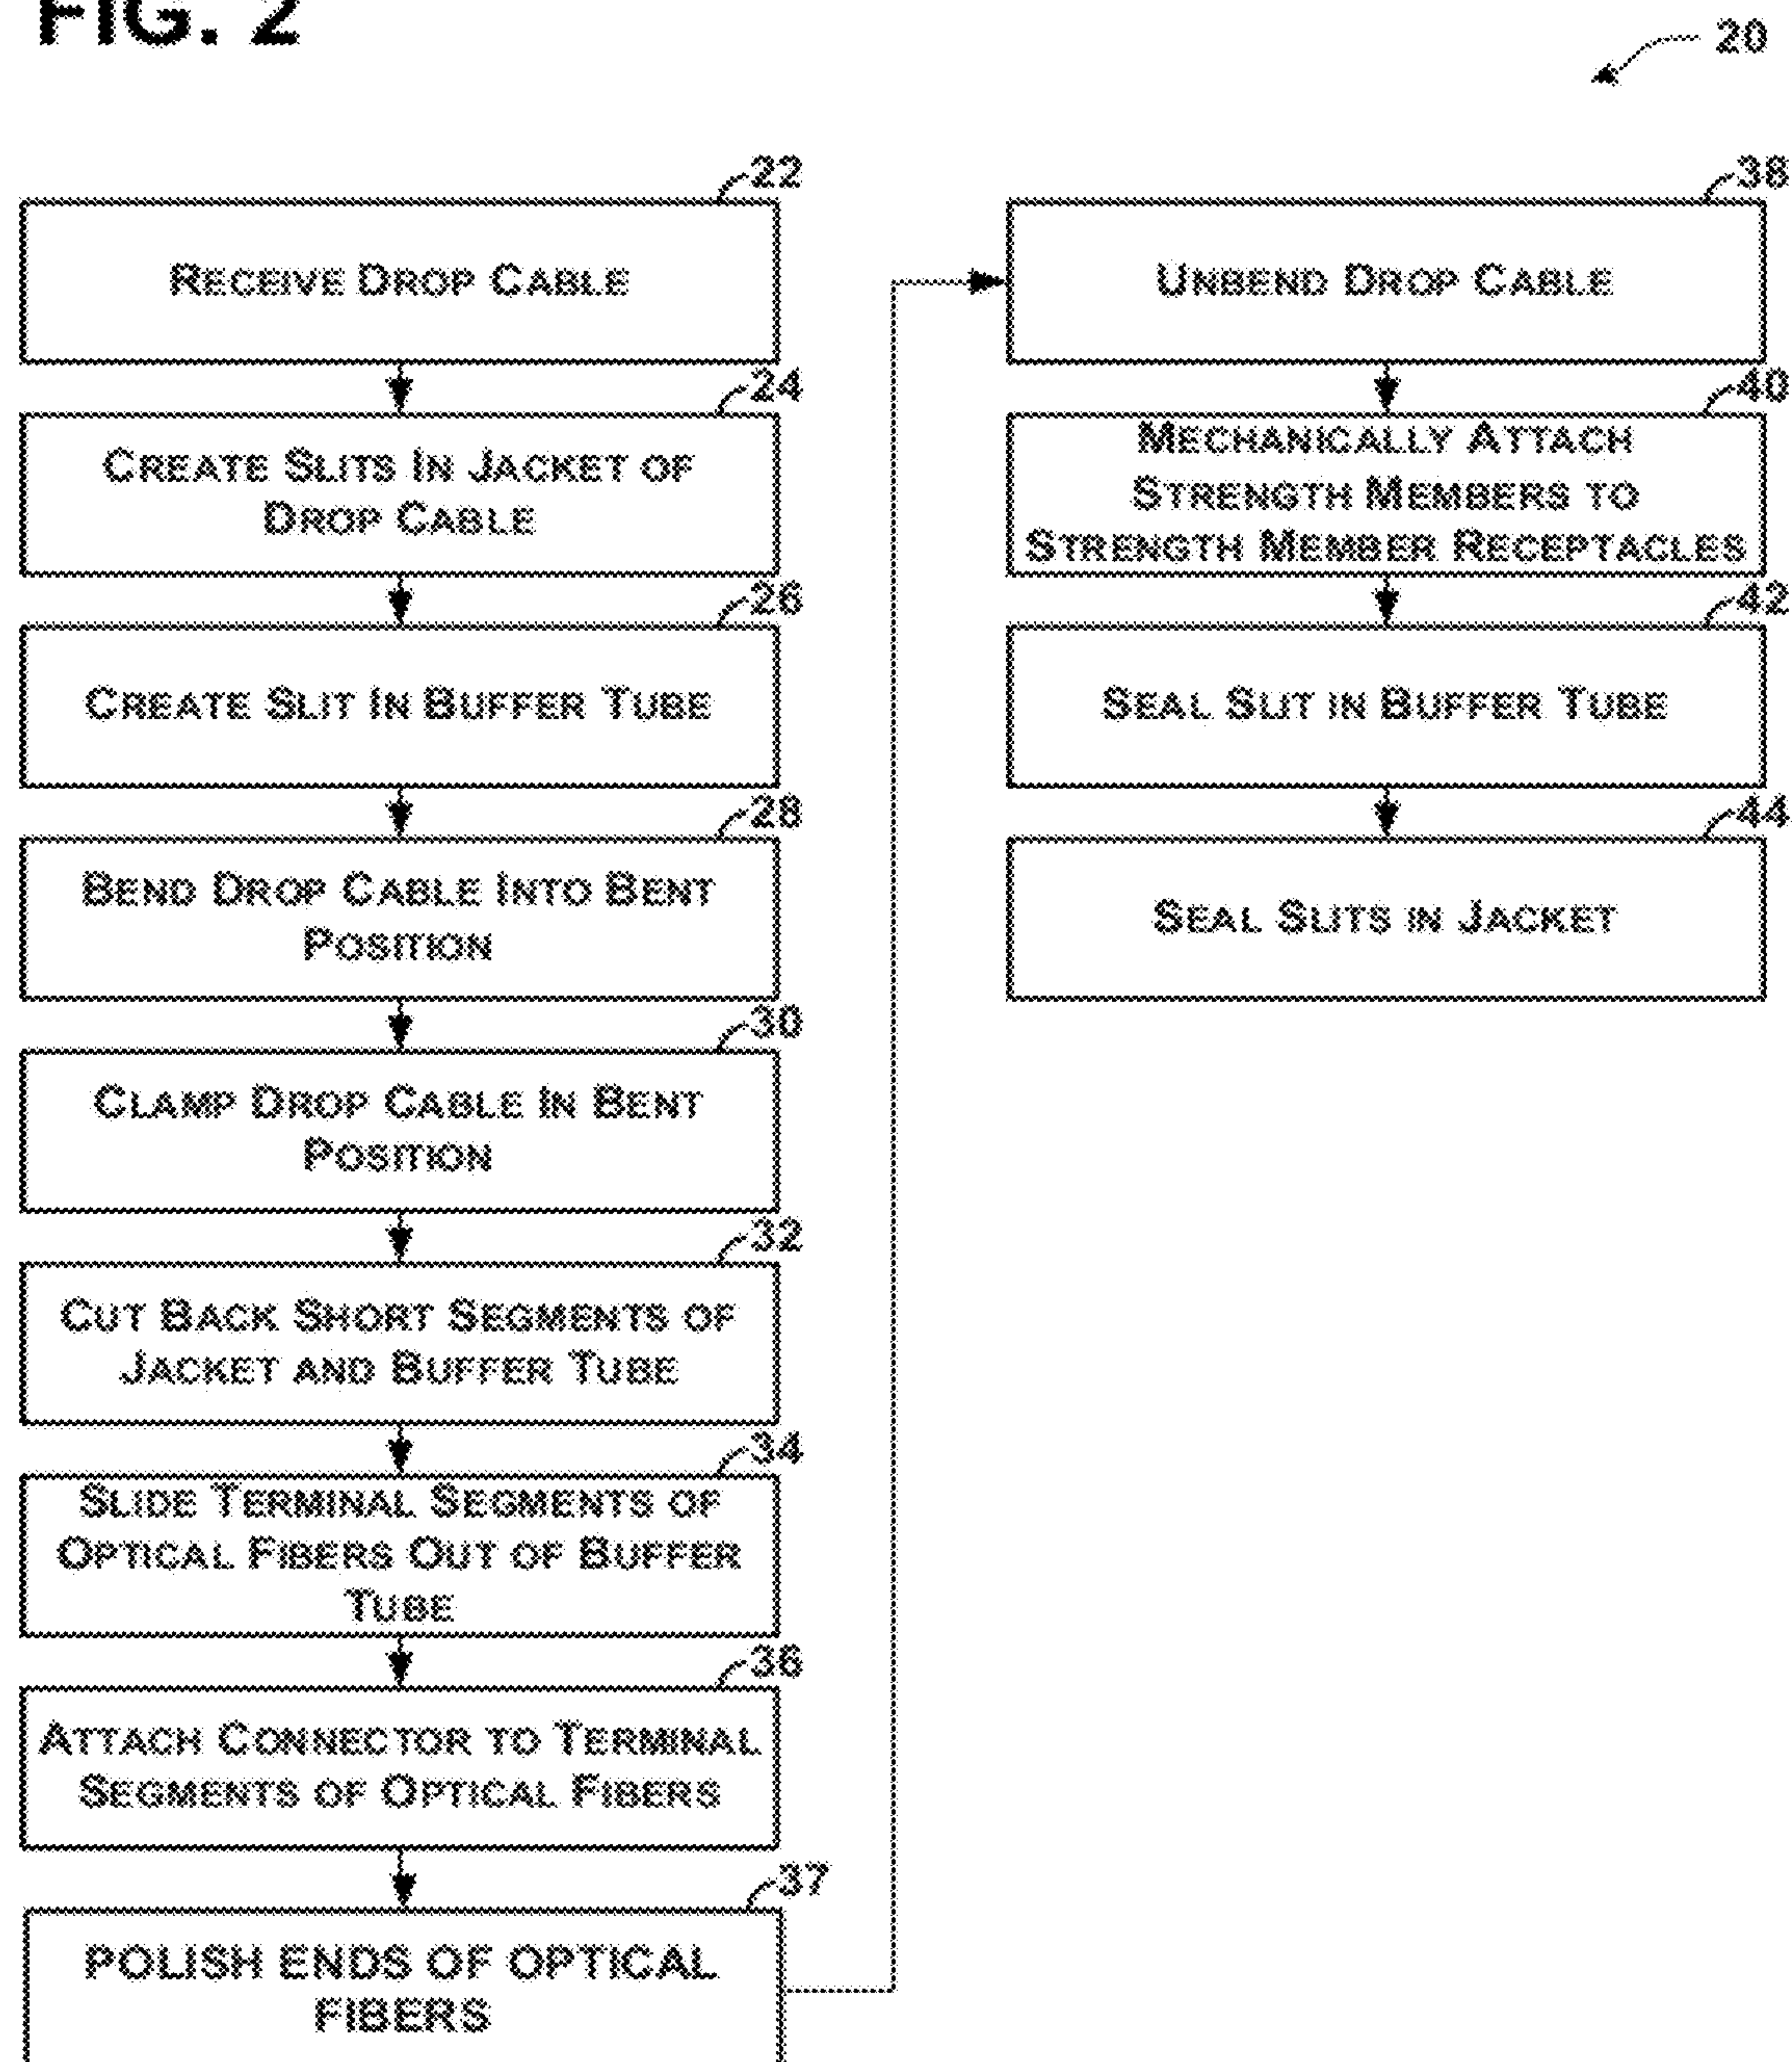 FIG. 2
20
22
RECEIVE DROP CABLE
24
CREATE SLITS IN JACKET OF
DROP CABLE
26
CREATE SLIT IN BUFFER TUBE
28
BEND DROP CABLE INTO BENT
POSITION
30
CLAMP DROP CABLE IN BENT
POSITION
32
CUT BACK SHORT SEGMENTS OF
JACKET AND BUFFER TUBE
34
SLIDE TERMINAL SEGMENTS OF
OPTICAL FIBERS OUT OF BUFFER
TUBE
36
ATTACH CONNECTOR TO TERMINAL
SEGMENTS OF OPTICAL FIBERS
37
POLISH ENDS OF OPTICAL
FIBERS
38
UNBEND DROP CABLE
40
MECHANICALLY ATTACH
STRENGTH MEMBERS TO
STRENGTH MEMBER RECEPTACLES
42
SEAL SLIT IN BUFFER TUBE
44
SEAL SLITS IN JACKET